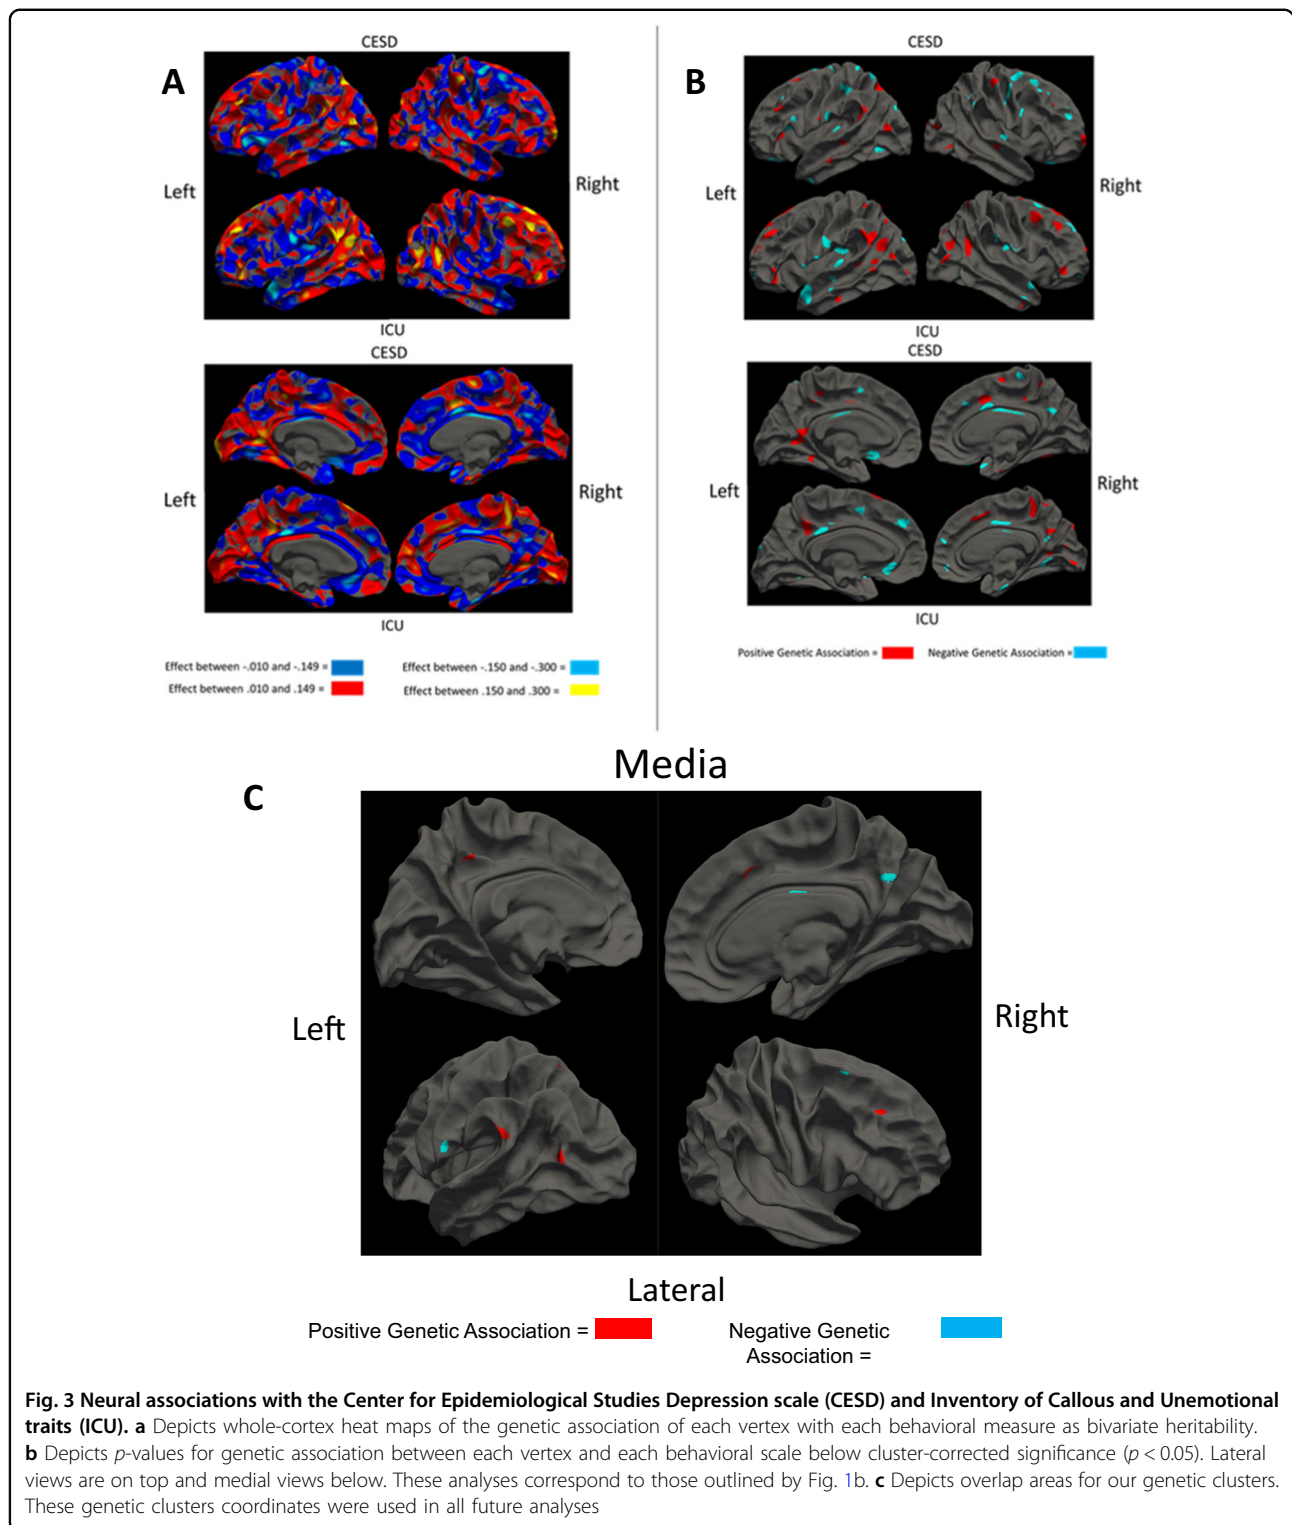 CESD
CESD
A
B
Left
Right
Left
Right
ICU
CESD
ICU
CESD
Left
Right
Left
Right
ICU
ICU
Effect between -.010 and -.149 =
Effect between -.150 and -.300 =
Effect between .010 and .149 =
Effect between .150 and .300 =
Positive Genetic Association =
Negative Genetic Association =
Media
C
Left
Right
Lateral
Positive Genetic Association =
Negative Genetic
Association =
Fig. 3 Neural associations with the Center for Epidemiological Studies Depression scale (CESD) and Inventory of Callous and Unemotional
traits (ICU). a Depicts whole-cortex heat maps of the genetic association of each vertex with each behavioral measure as bivariate heritability.
b Depicts p-values for genetic association between each vertex and each behavioral scale below cluster-corrected significance (p < 0.05). Lateral
views are on top and medial views below. These analyses correspond to those outlined by Fig. 1b. c Depicts overlap areas for our genetic clusters.
These genetic clusters coordinates were used in all future analyses